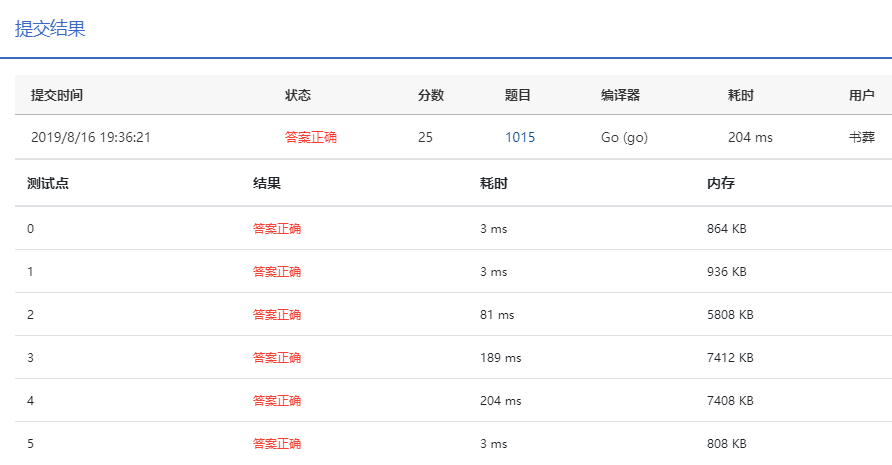 提交结果
提交时间 状态 分数 题目 编译器 耗时 用户
2019/8/16 19:36:21 答案正确 25 1015 Go (go) 204 ms 书葬
测试点 结果 耗时 内存
0 答案正确 3 ms 864 KB
1 答案正确 3 ms 936 KB
2 答案正确 81 ms 5808 KB
3 答案正确 189 ms 7412 KB
4 答案正确 204 ms 7408 KB
5 答案正确 3 ms 808 KB